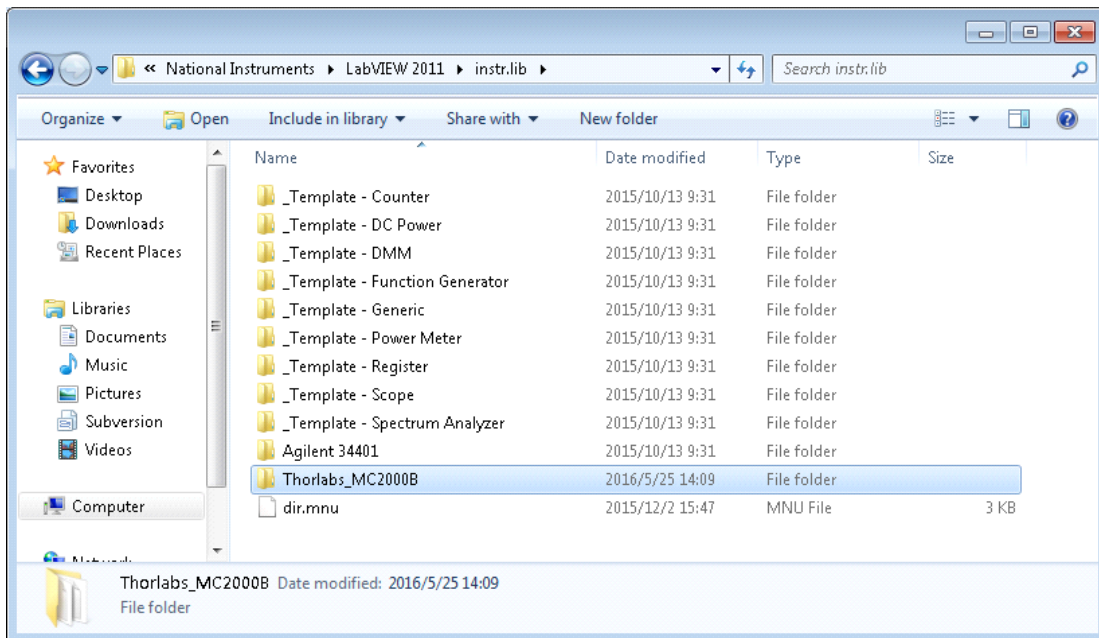 « National Instruments ▸ LabVIEW 2011 ▸ instr.lib ▸
Search instr.lib
Organize ▼ Open Include in library ▼ Share with ▼ New folder
Favorites
Desktop
Downloads
Recent Places
Libraries
Documents
Music
Pictures
Subversion
Videos
Computer
Name Date modified Type Size
_Template - Counter 2015/10/13 9:31 File folder
_Template - DC Power 2015/10/13 9:31 File folder
_Template - DMM 2015/10/13 9:31 File folder
_Template - Function Generator 2015/10/13 9:31 File folder
_Template - Generic 2015/10/13 9:31 File folder
_Template - Power Meter 2015/10/13 9:31 File folder
_Template - Register 2015/10/13 9:31 File folder
_Template - Scope 2015/10/13 9:31 File folder
_Template - Spectrum Analyzer 2015/10/13 9:31 File folder
Agilent 34401 2015/10/13 9:31 File folder
Thorlabs_MC2000B 2016/5/25 14:09 File folder
dir.mnu 2015/12/2 15:47 MNU File 3 KB
Thorlabs_MC2000B Date modified: 2016/5/25 14:09
File folder